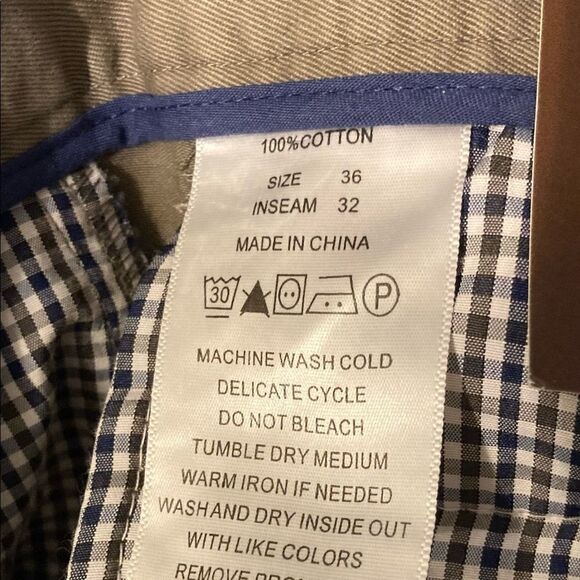 100%COTTON
SIZE 36
INSEAM 32
MADE IN CHINA
30 P
MACHINE WASH COLD
DELICATE CYCLE
DO NOT BLEACH
TUMBLE DRY MEDIUM
WARM IRON IF NEEDED
WASH AND DRY INSIDE OUT
WITH LIKE COLORS
REMOVE